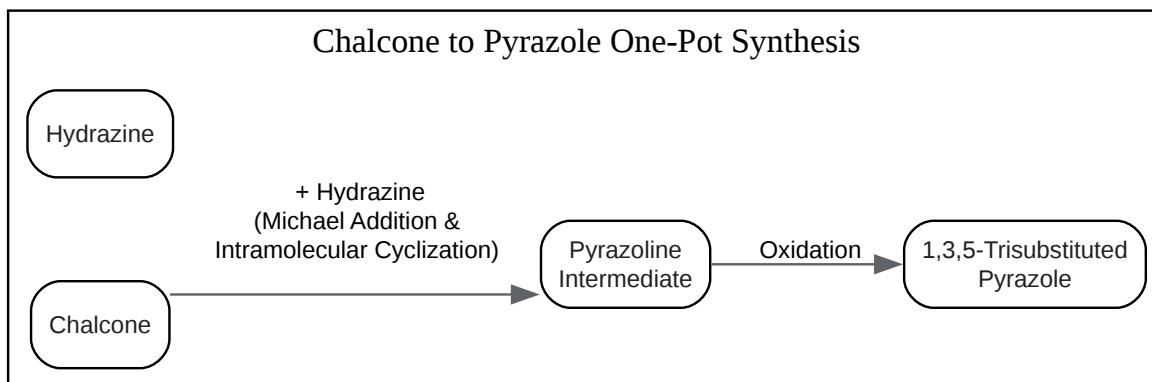 Chalcone to Pyrazole One-Pot Synthesis
Hydrazine
+ Hydrazine
(Michael Addition &
Intramolecular Cyclization)
Chalcone
Pyrazoline
Intermediate
Oxidation
1,3,5-Trisubstituted
Pyrazole